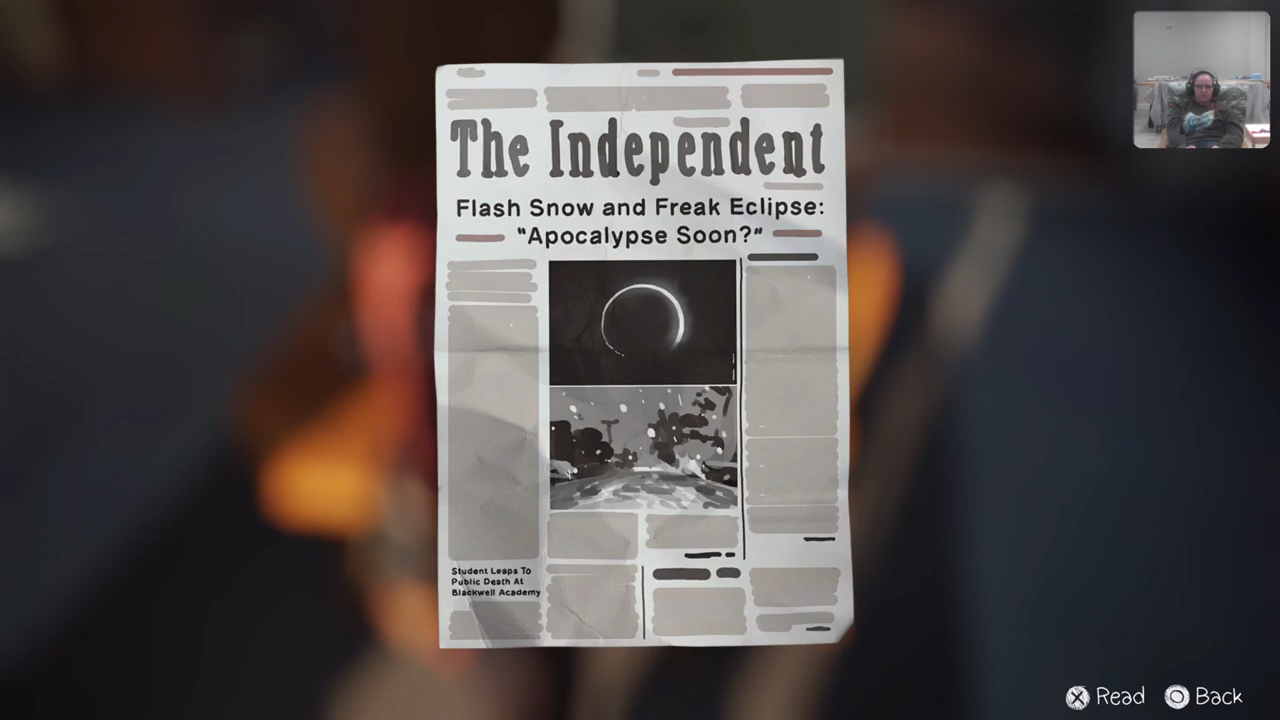 The Independent
Flash Snow and Freak Eclipse:
"Apocalypse Soon?"
Student Leaps To
Public Death At
Blackwell Academy
Read Back